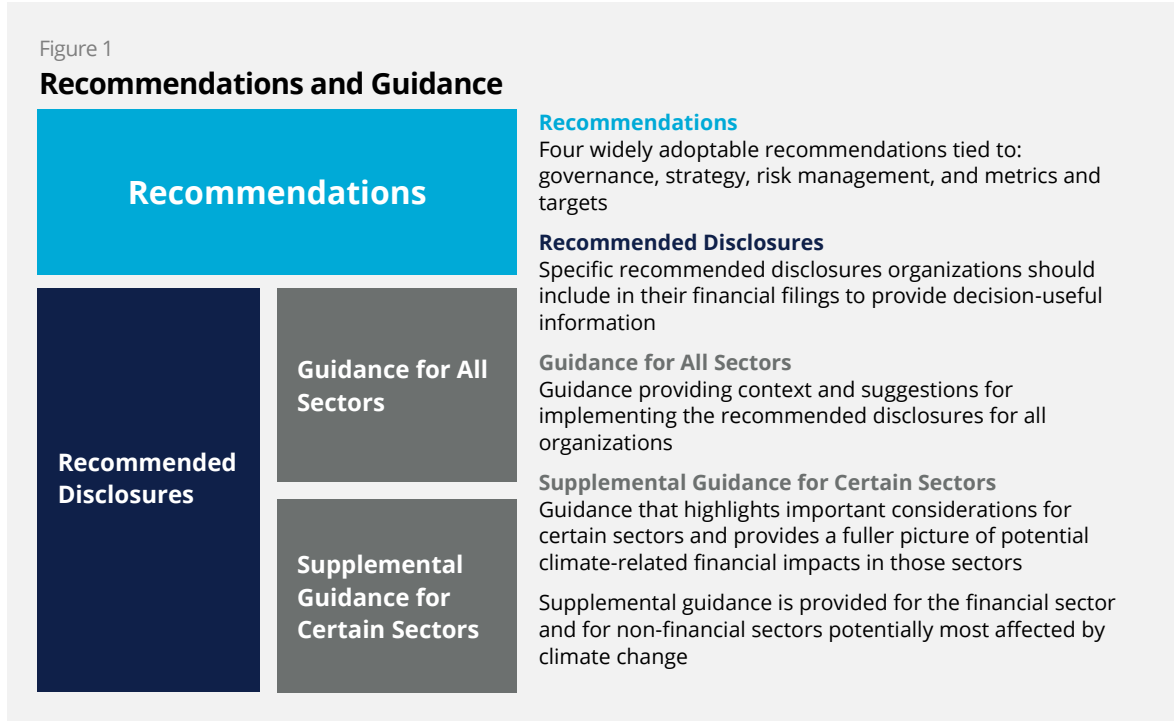 Figure 1
Recommendations and Guidance
Recommendations
Recommended
Disclosures
Guidance for All
Sectors
Supplemental
Guidance for
Certain Sectors
Recommendations
Four widely adoptable recommendations tied to:
governance, strategy, risk management, and metrics and
targets
Recommended Disclosures
Specific recommended disclosures organizations should
include in their financial filings to provide decision-useful
information
Guidance for All Sectors
Guidance providing context and suggestions for
implementing the recommended disclosures for all
organizations
Supplemental Guidance for Certain Sectors
Guidance that highlights important considerations for
certain sectors and provides a fuller picture of potential
climate-related financial impacts in those sectors
Supplemental guidance is provided for the financial sector
and for non-financial sectors potentially most affected by
climate change